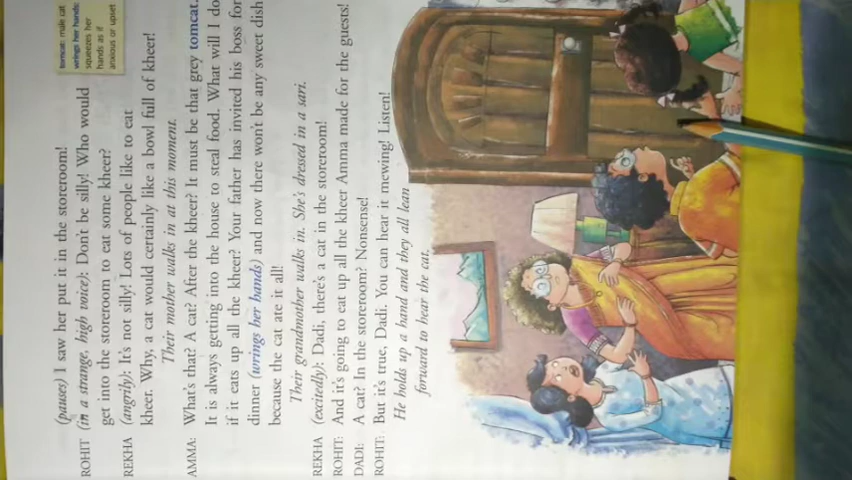 ROHIT (pauses) I saw her put it in the storeroom!
(in a strange, high voice): Don't be silly! Who would
get into the storeroom to eat some kheer?
REKHA (angrily): It's not silly! Lots of people like to eat
kheer. Why, a cat would certainly like a bowl full of kheer!
Their mother walks in at this moment.
AMMA: What's that? A cat? After the kheer? It must be that grey tomcat.
It is always getting into the house to steal food. What will I do
if it eats up all the kheer? Your father has invited his boss for
dinner (wrings her hands) and now there won't be any sweet dish
because the cat ate it all!
Their grandmother walks in. She's dressed in a sari.
REKHA (excitedly): Dadi, there's a cat in the storeroom!
ROHIT: And it's going to eat up all the kheer Amma made for the guests!
DADI: A cat? In the storeroom? Nonsense!
ROHIT: But it's true, Dadi. You can hear it mewing! Listen!
He holds up a hand and they all lean
forward to hear the cat.
tomcat: male cat
wrings her hands:
squeezes her
hands as if
anxious or upset